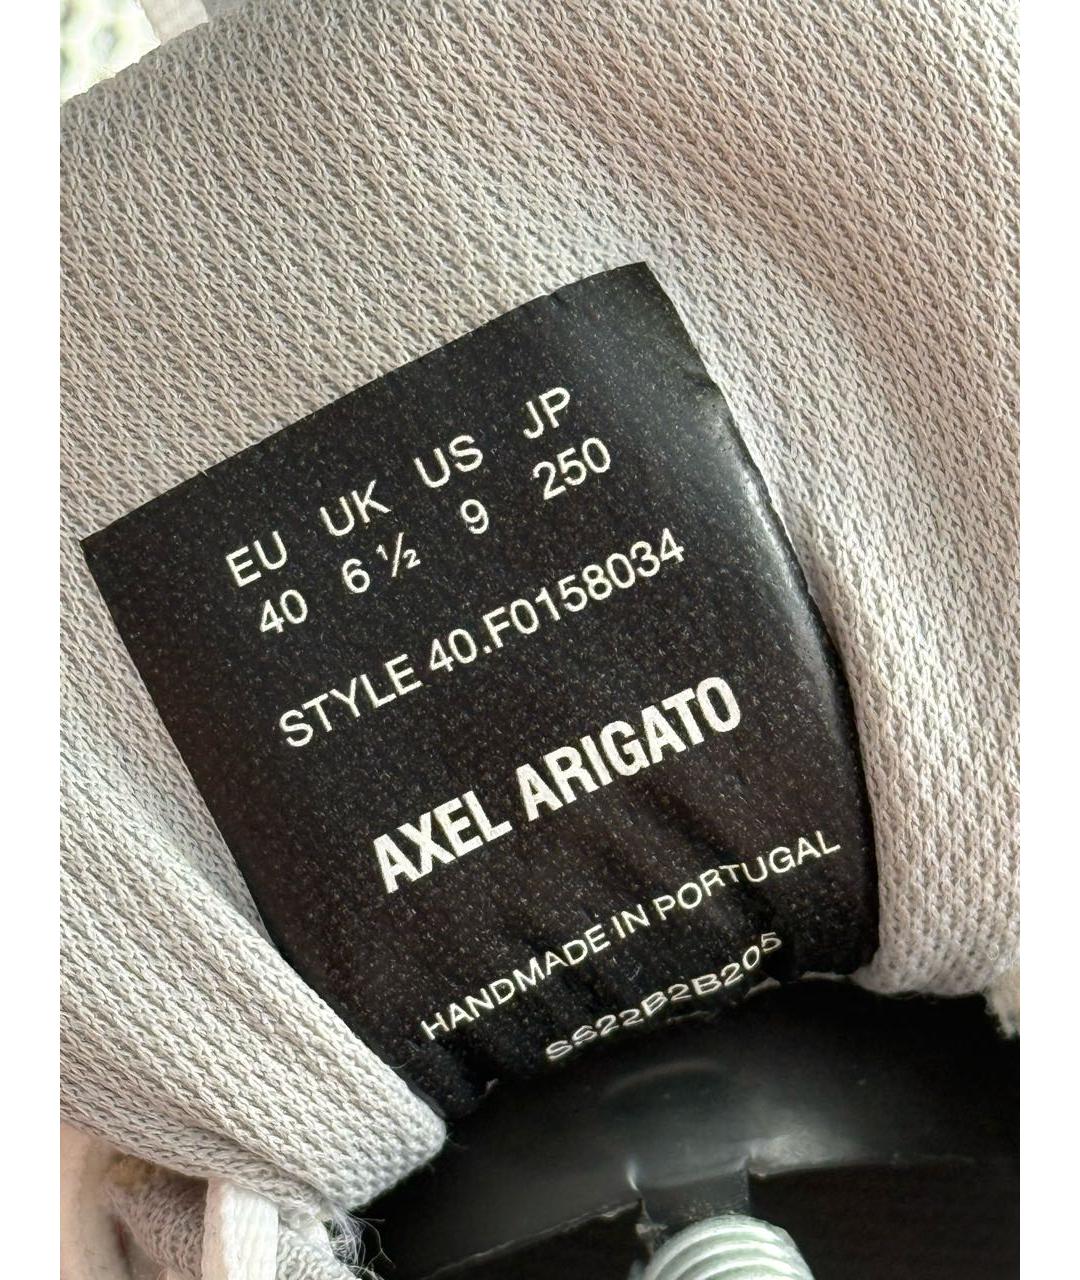 EU UK US JP
40 6 ½ 9 250
STYLE 40.F0158034
AXEL ARIGATO
HANDMADE IN PORTUGAL
SS22B2B205